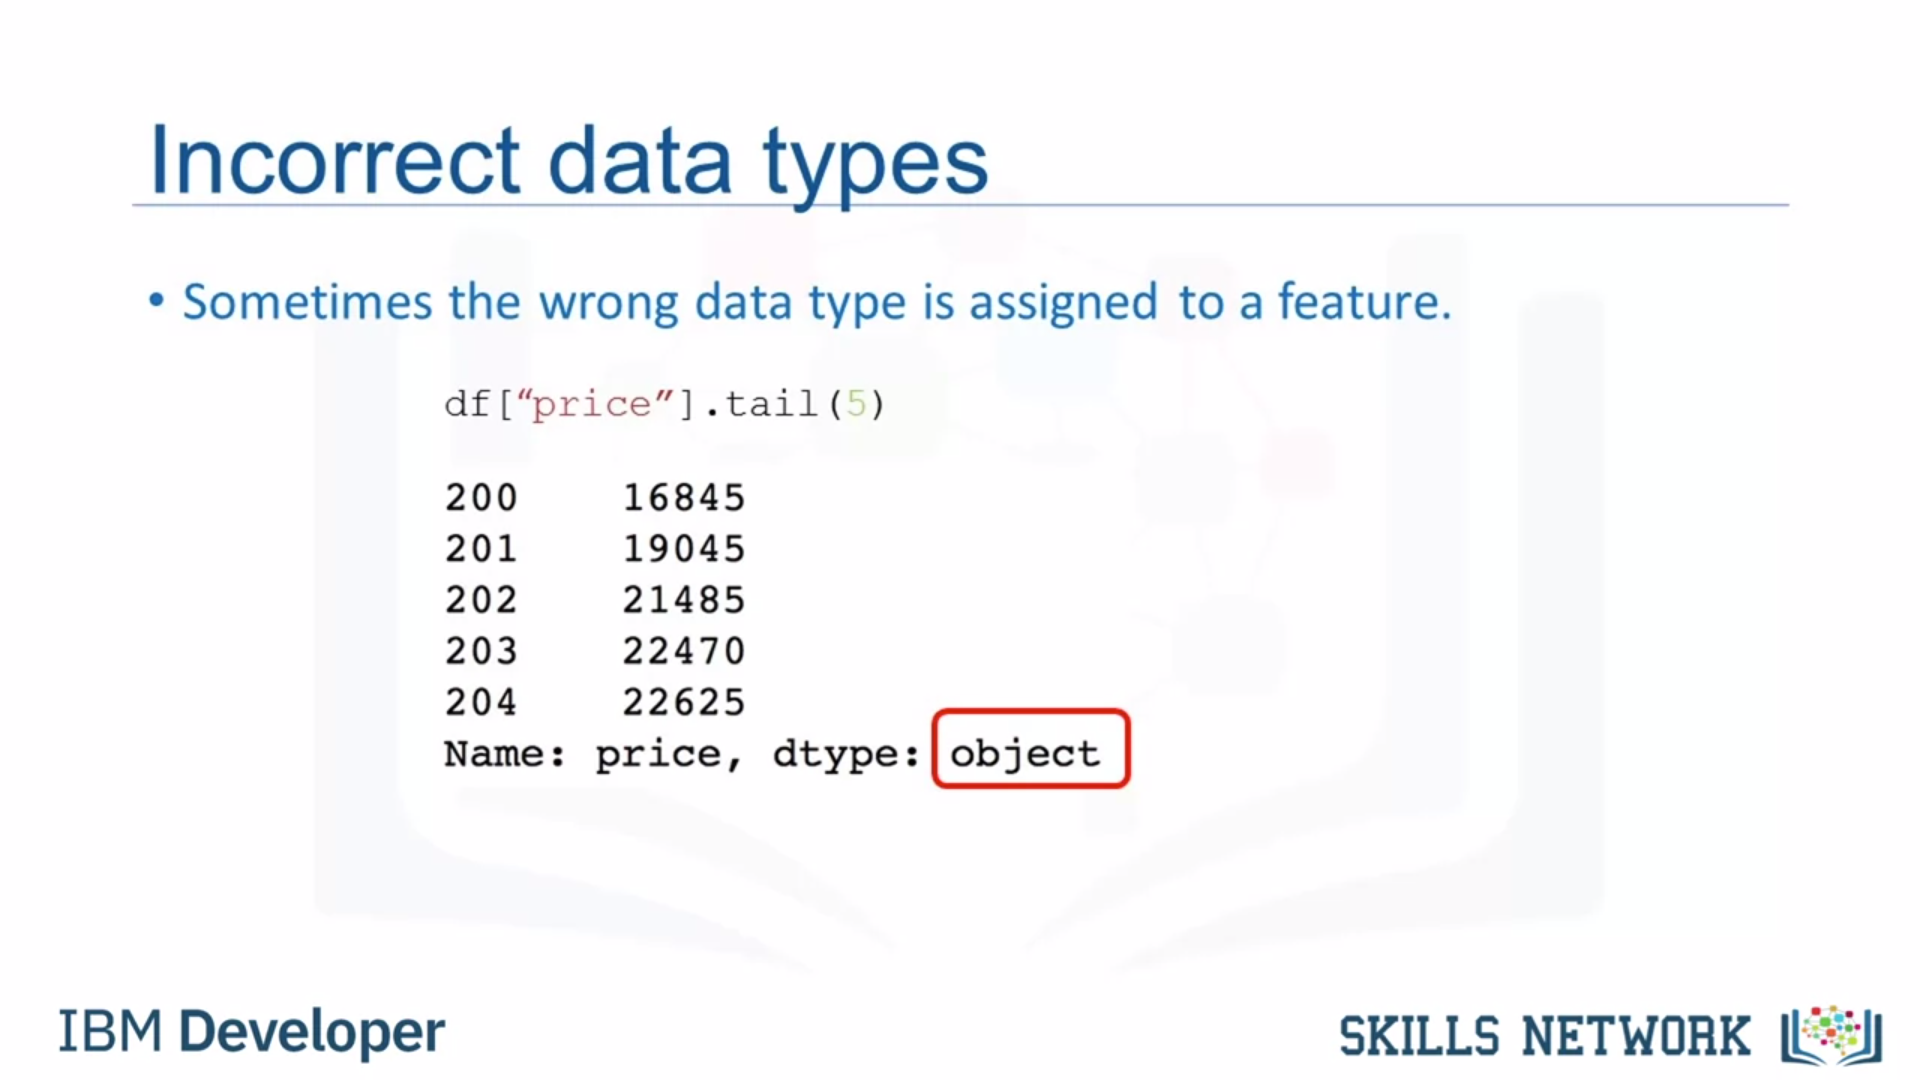 Incorrect data types
• Sometimes the wrong data type is assigned to a feature.
df[“price”].tail(5)
200 16845
201 19045
202 21485
203 22470
204 22625
Name: price, dtype: object
IBM Developer
SKILLS NETWORK